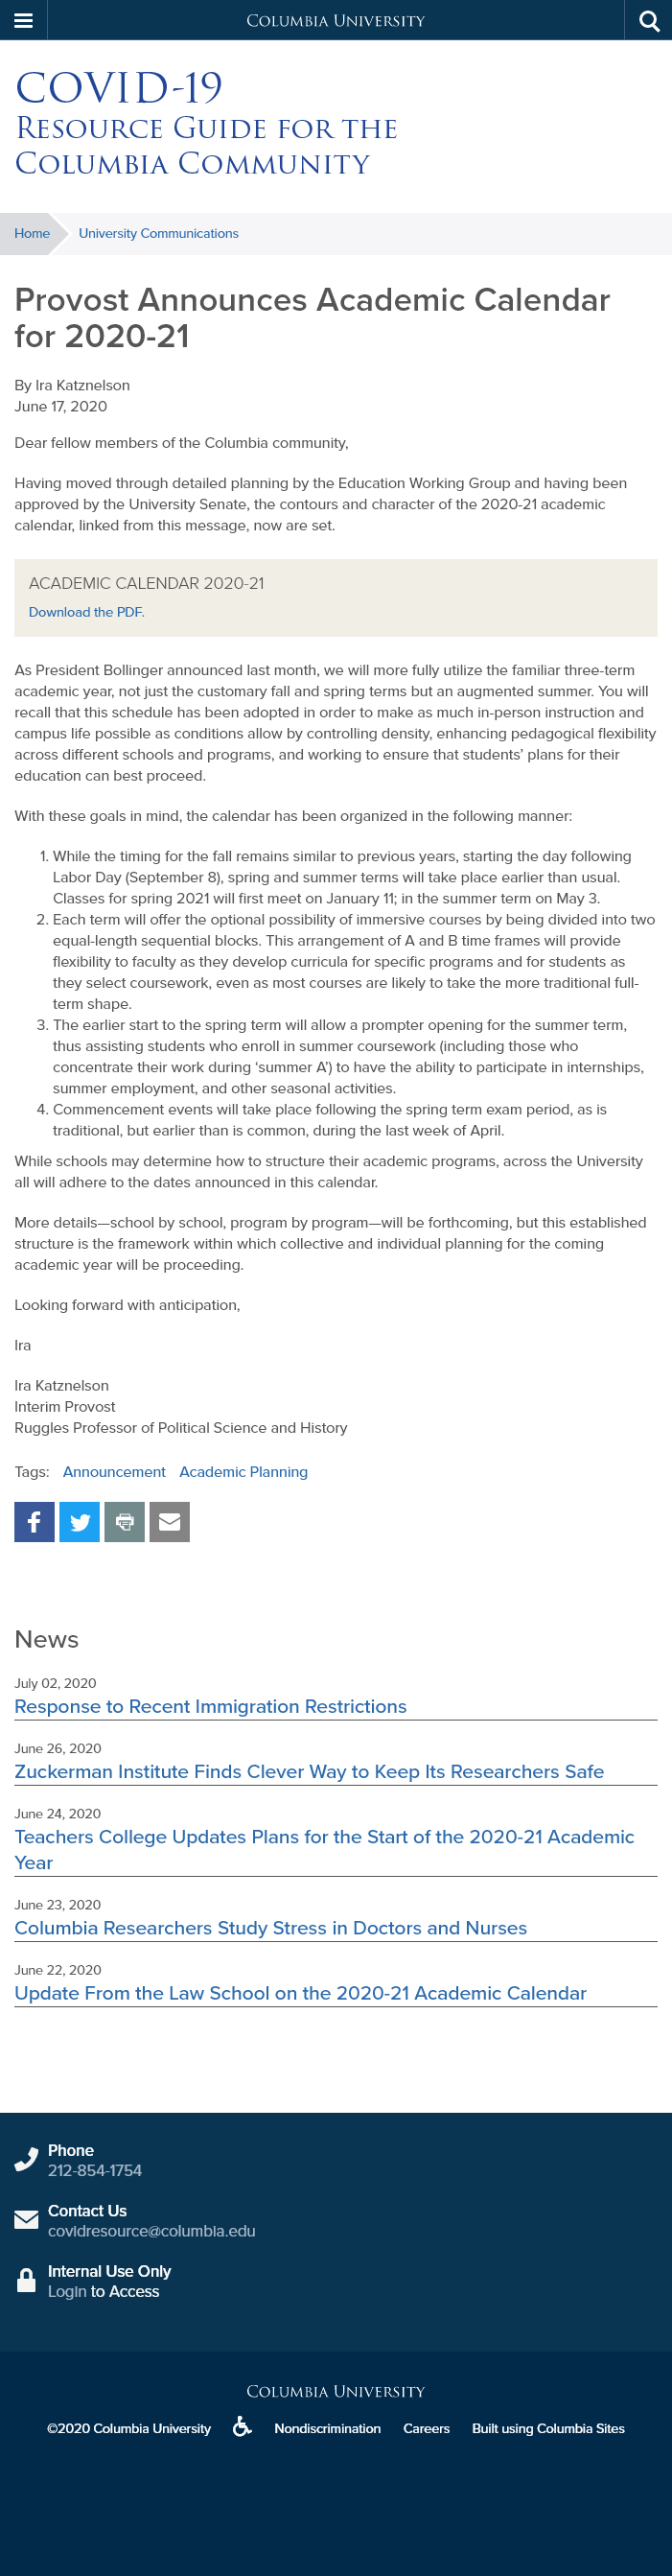 COLUMBIA UNIVERSITY
COVID-19
RESOURCE GUIDE FOR THE
COLUMBIA COMMUNITY
Home University Communications
Provost Announces Academic Calendar
for 2020-21
By Ira Katznelson
June 17, 2020
Dear fellow members of the Columbia community,
Having moved through detailed planning by the Education Working Group and having been
approved by the University Senate, the contours and character of the 2020-21 academic
calendar, linked from this message, now are set.
ACADEMIC CALENDAR 2020-21
Download the PDF.
As President Bollinger announced last month, we will more fully utilize the familiar three-term
academic year, not just the customary fall and spring terms but an augmented summer. You will
recall that this schedule has been adopted in order to make as much in-person instruction and
campus life possible as conditions allow by controlling density, enhancing pedagogical flexibility
across different schools and programs, and working to ensure that students’ plans for their
education can best proceed.
With these goals in mind, the calendar has been organized in the following manner:
1. While the timing for the fall remains similar to previous years, starting the day following
Labor Day (September 8), spring and summer terms will take place earlier than usual.
Classes for spring 2021 will first meet on January 11; in the summer term on May 3.
2. Each term will offer the optional possibility of immersive courses by being divided into two
equal-length sequential blocks. This arrangement of A and B time frames will provide
flexibility to faculty as they develop curricula for specific programs and for students as
they select coursework, even as most courses are likely to take the more traditional full-
term shape.
3. The earlier start to the spring term will allow a prompter opening for the summer term,
thus assisting students who enroll in summer coursework (including those who
concentrate their work during ‘summer A’) to have the ability to participate in internships,
summer employment, and other seasonal activities.
4. Commencement events will take place following the spring term exam period, as is
traditional, but earlier than is common, during the last week of April.
While schools may determine how to structure their academic programs, across the University
all will adhere to the dates announced in this calendar.
More details—school by school, program by program—will be forthcoming, but this established
structure is the framework within which collective and individual planning for the coming
academic year will be proceeding.
Looking forward with anticipation,
Ira
Ira Katznelson
Interim Provost
Ruggles Professor of Political Science and History
Tags: Announcement Academic Planning
News
July 02, 2020
Response to Recent Immigration Restrictions
June 26, 2020
Zuckerman Institute Finds Clever Way to Keep Its Researchers Safe
June 24, 2020
Teachers College Updates Plans for the Start of the 2020-21 Academic
Year
June 23, 2020
Columbia Researchers Study Stress in Doctors and Nurses
June 22, 2020
Update From the Law School on the 2020-21 Academic Calendar
Phone
212-854-1754
Contact Us
covidresource@columbia.edu
Internal Use Only
Login to Access
COLUMBIA UNIVERSITY
©2020 Columbia University Nondiscrimination Careers Built using Columbia Sites